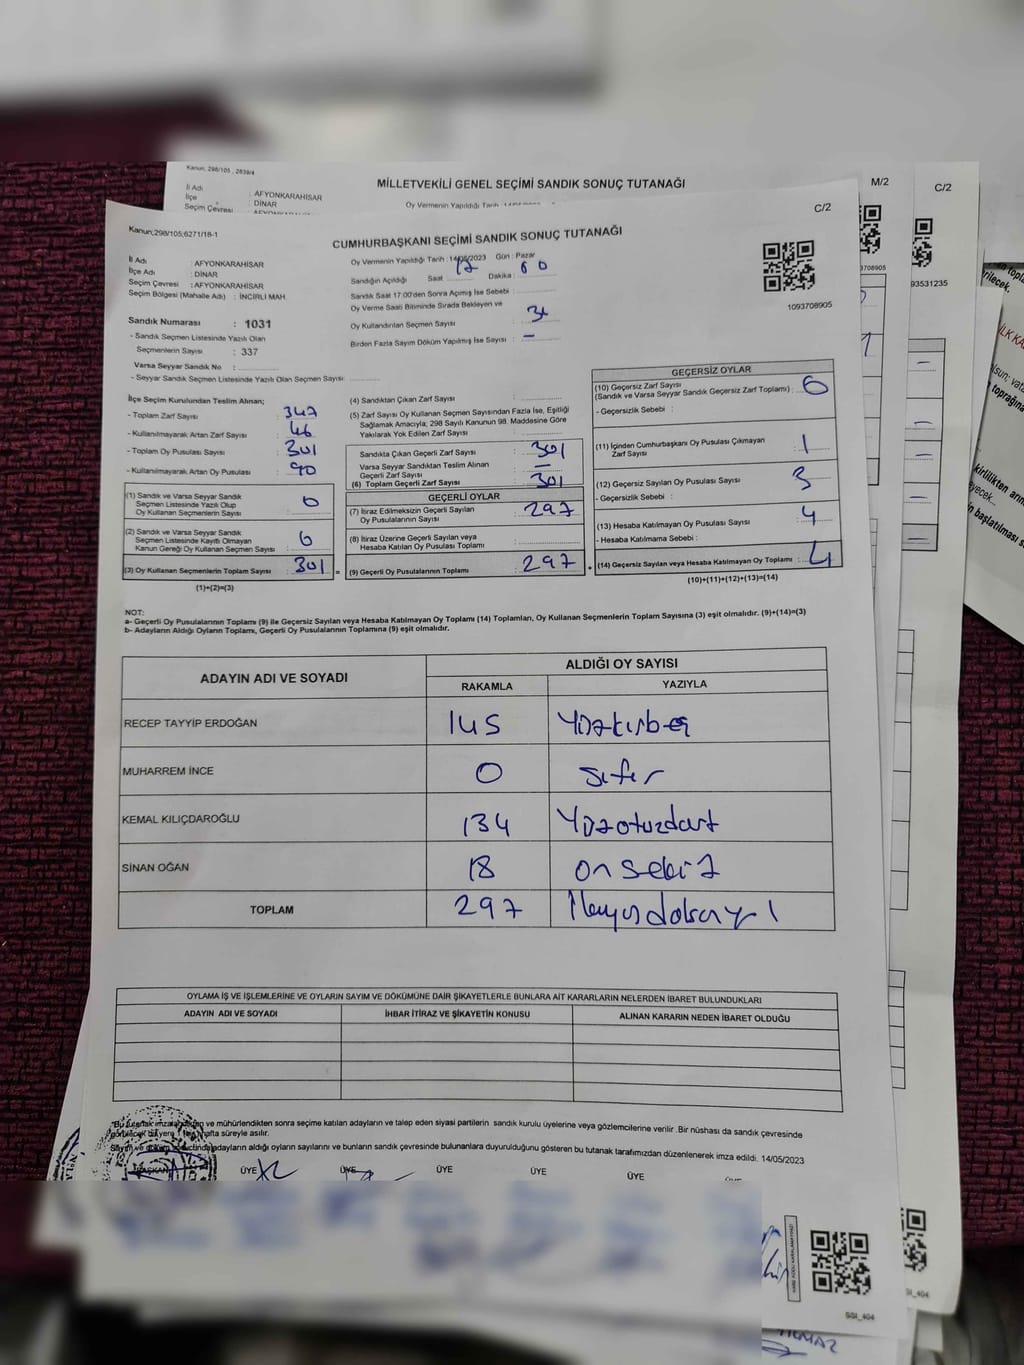 Kanun; 298/105 , 2839/4
MİLLETVEKİLİ GENEL SEÇİMİ SANDIK SONUÇ TUTANAĞI
M/2
C/2
İl Adı : AFYONKARAHİSAR
İlçe : DİNAR
Seçim Çevresi
Oy Vermenin Yapıldığı Tarih
3708905
93531235
C/2
Kanun;298/105;6271/18-1
CUMHURBAŞKANI SEÇİMİ SANDIK SONUÇ TUTANAĞI
İl Adı : AFYONKARAHİSAR
İlçe Adı : DİNAR
Seçim Çevresi : AFYONKARAHİSAR
Seçim Bölgesi (Mahalle Adı) : İNCİRLİ MAH.
Sandık Numarası : 1031
- Sandık Seçmen Listesinde Yazılı Olan
Seçmenlerin Sayısı : 337
Varsa Seyyar Sandık No :
- Seyyar Sandık Seçmen Listesinde Yazılı Olan Seçmen Sayısı:
Oy Vermenin Yapıldığı Tarih : 14/05/2023 Gün : Pazar
Sandığın Açıldığı Saat : 17 Dakika :
Sandık Saat 17:00'den Sonra Açımış İse Sebebi :
Oy Verme Saati Bitiminde Sırada Bekleyen ve
Oy Kullandırılan Seçmen Sayısı :
Birden Fazla Sayım Döküm Yapılmış İse Sayısı : –
1093708905
İlçe Seçim Kurulundan Teslim Alınan;
- Toplam Zarf Sayısı : 347
- Kullanılmayarak Artan Zarf Sayısı : 46
- Toplam Oy Pusulası Sayısı : 301
- Kullanılmayarak Artan Oy Pusulası : 90
(1) Sandık ve Varsa Seyyar Sandık
Seçmen Listesinde Yazılı Olup
Oy Kullanan Seçmenlerin Sayısı : 0
(2) Sandık ve Varsa Seyyar Sandık
Seçmen Listesinde Kayıtlı Olmayan
Kanun Gereği Oy Kullanan Seçmen Sayısı : 6
(3) Oy Kullanan Seçmenlerin Toplam Sayısı : 301
(1)+(2)=(3)
=
(4) Sandıktan Çıkan Zarf Sayısı :
(5) Zarf Sayısı Oy Kullanan Seçmen Sayısından Fazla İse, Eşitliği
Sağlamak Amacıyla; 298 Sayılı Kanunun 98. Maddesine Göre
Yakılarak Yok Edilen Zarf Sayısı :
Sandıkta Çıkan Geçerli Zarf Sayısı : 301
Varsa Seyyar Sandıktan Teslim Alınan
Geçerli Zarf Sayısı : –
(6) Toplam Geçerli Zarf Sayısı : 301
GEÇERLİ OYLAR
(7) İtiraz Edilmeksizin Geçerli Sayılan
Oy Pusulalarının Sayısı : 297
(8) İtiraz Üzerine Geçerli Sayılan veya
Hesaba Katılan Oy Pusulası Toplamı :
(9) Geçerli Oy Pusulalarının Toplamı : 297
+
GEÇERSİZ OYLAR
(10) Geçersiz Zarf Sayısı
(Sandık ve Varsa Seyyar Sandık Geçersiz Zarf Toplamı) : 6
- Geçersizlik Sebebi :
(11) İçinden Cumhurbaşkanı Oy Pusulası Çıkmayan
Zarf Sayısı : 1
(12) Geçersiz Sayılan Oy Pusulası Sayısı : 3
- Geçersizlik Sebebi :
(13) Hesaba Katılmayan Oy Pusulası Sayısı : 4
- Hesaba Katılmama Sebebi :
(14) Geçersiz Sayılan veya Hesaba Katılmayan Oy Toplamı : 4
(10)+(11)+(12)+(13)=(14)
NOT:
a- Geçerli Oy Pusulalarının Toplamı (9) ile Geçersiz Sayılan veya Hesaba Katılmayan Oy Toplamı (14) Toplamları, Oy Kullanan Seçmenlerin Toplam Sayısına (3) eşit olmalıdır. (9)+(14)=(3)
b- Adayların Aldığı Oyların Toplamı, Geçerli Oy Pusulalarının Toplamına (9) eşit olmalıdır.
ADAYIN ADI VE SOYADI
ALDIĞI OY SAYISI
RAKAMLA YAZIYLA
RECEP TAYYİP ERDOĞAN 145 Yüzkırkbeş
MUHARREM İNCE 0 sıfır
KEMAL KILIÇDAROĞLU 134 Yüzotuzdört
SİNAN OĞAN 18 onsekiz
TOPLAM 297
OYLAMA İŞ VE İŞLEMLERİNE VE OYLARIN SAYIM VE DÖKÜMÜNE DAİR ŞİKAYETLERLE BUNLARA AİT KARARLARIN NELERDEN İBARET BULUNDUKLARI
ADAYIN ADI VE SOYADI İHBAR İTİRAZ VE ŞİKAYETİN KONUSU ALINAN KARARIN NEDEN İBARET OLDUĞU
"Bu tutanak imzalandıktan ve mühürlendikten sonra seçime katılan adayların ve talep eden siyasi partilerin sandık kurulu üyelerine veya gözlemcilerine verilir .Bir nüshası da sandık çevresinde
görülecek bir yere 1 hafta süreyle asılır.
Sayım ve döküm sonucunda adayların aldığı oyların sayılarını ve bunların sandık çevresinde bulunanlara duyurulduğunu gösteren bu tutanak tarafımızdan düzenlenerek imza edildi. 14/05/2023
BAŞKAN ÜYE ÜYE ÜYE ÜYE ÜYE
SGI_404
SGI_404